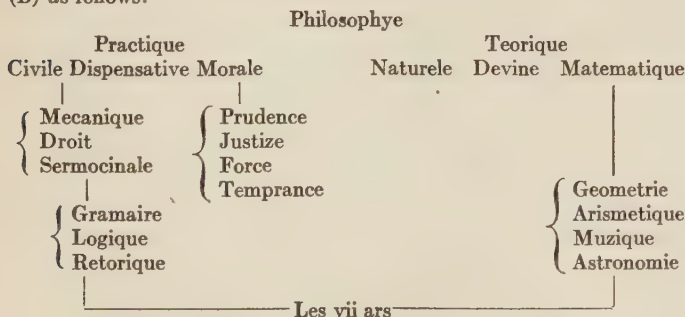 (B) as follows:
Philosophye
Practique Teorique
Civile Dispensative Morale Naturele Devine Matematique
Mecanique Prudence
Droit Justize
Sermocinale Force
Temprance
Gramaire Geometrie
Logique Arismetique
Retorique Muzique
Astronomie
Les vii ars